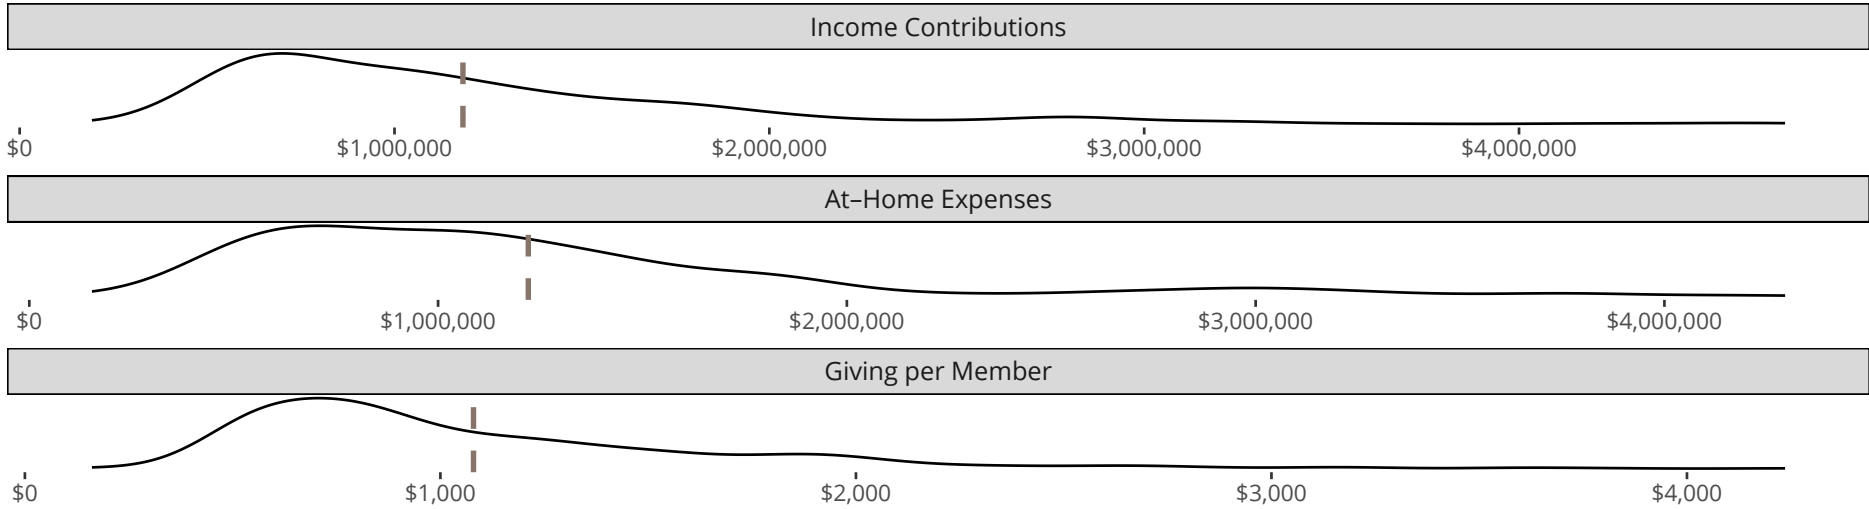 Income Contributions
$0 $1,000,000 $2,000,000 $3,000,000 $4,000,000
At–Home Expenses
$0 $1,000,000 $2,000,000 $3,000,000 $4,000,000
Giving per Member
$0 $1,000 $2,000 $3,000 $4,000